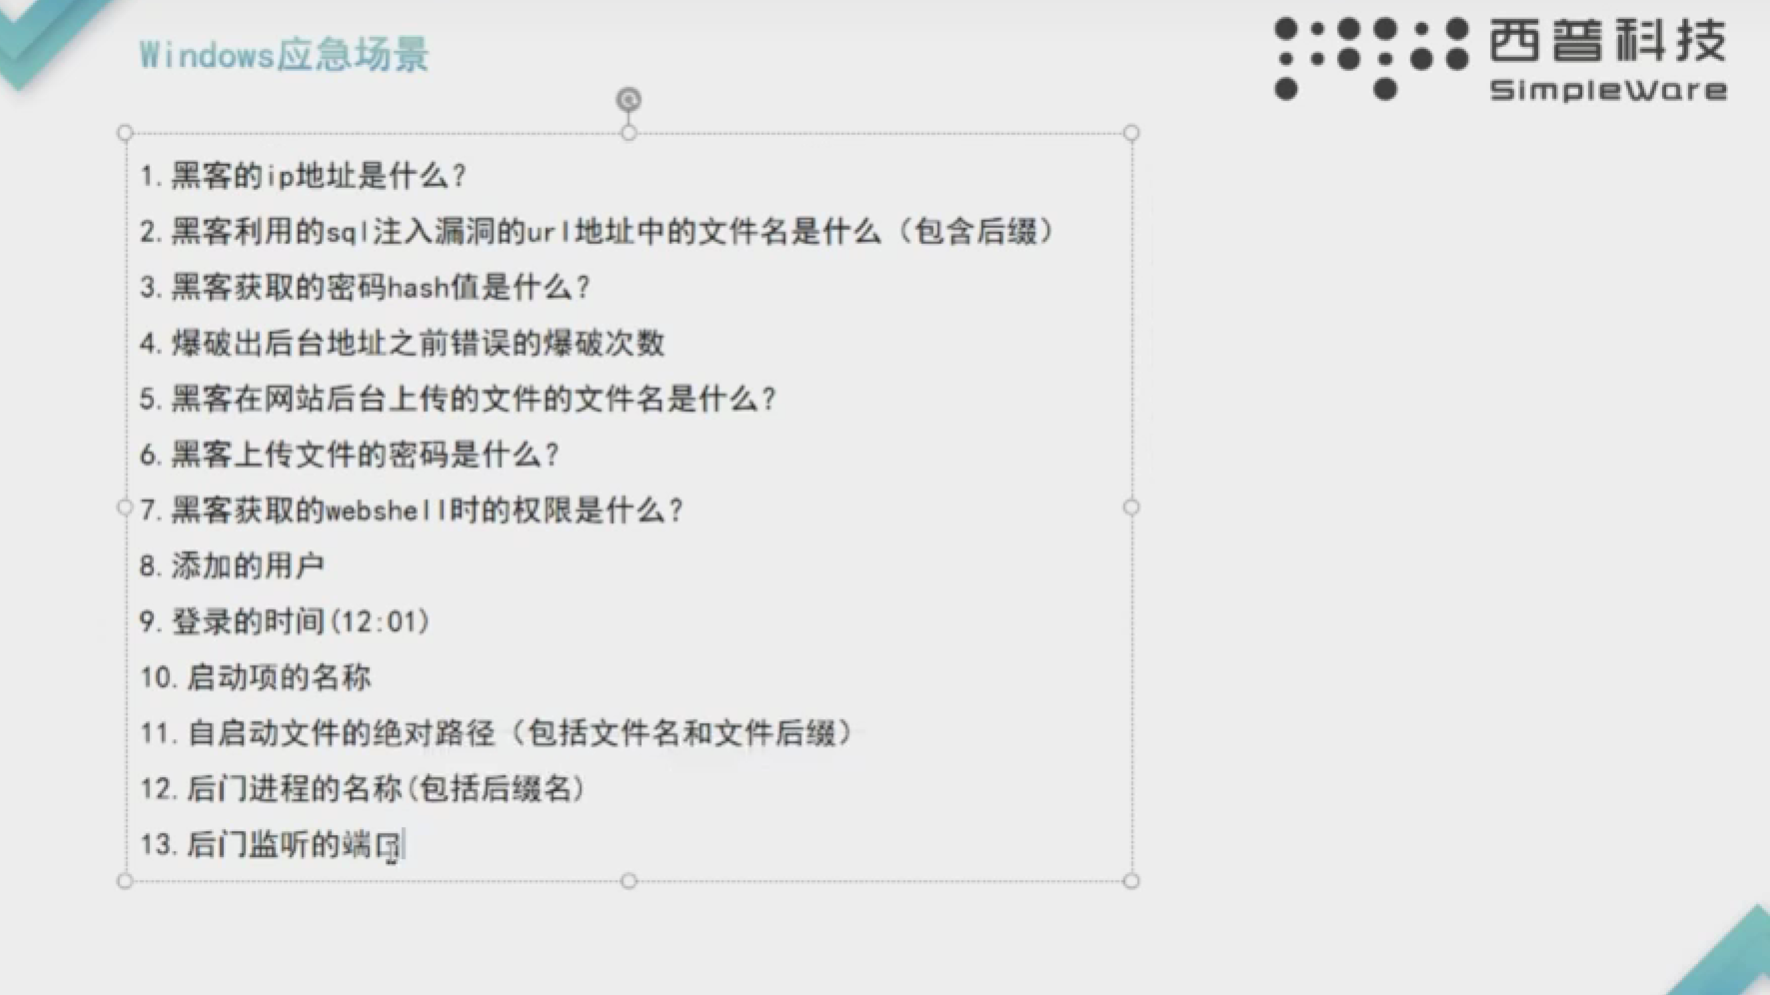 Windows应急场景
西普科技
SimpleWare
1. 黑客的ip地址是什么?
2. 黑客利用的sql注入漏洞的url地址中的文件名是什么（包含后缀）
3. 黑客获取的密码hash值是什么?
4. 爆破出后台地址之前错误的爆破次数
5. 黑客在网站后台上传的文件的文件名是什么?
6. 黑客上传文件的密码是什么?
7. 黑客获取的webshell时的权限是什么?
8. 添加的用户
9. 登录的时间(12:01)
10. 启动项的名称
11. 自启动文件的绝对路径（包括文件名和文件后缀）
12. 后门进程的名称(包括后缀名)
13. 后门监听的端口